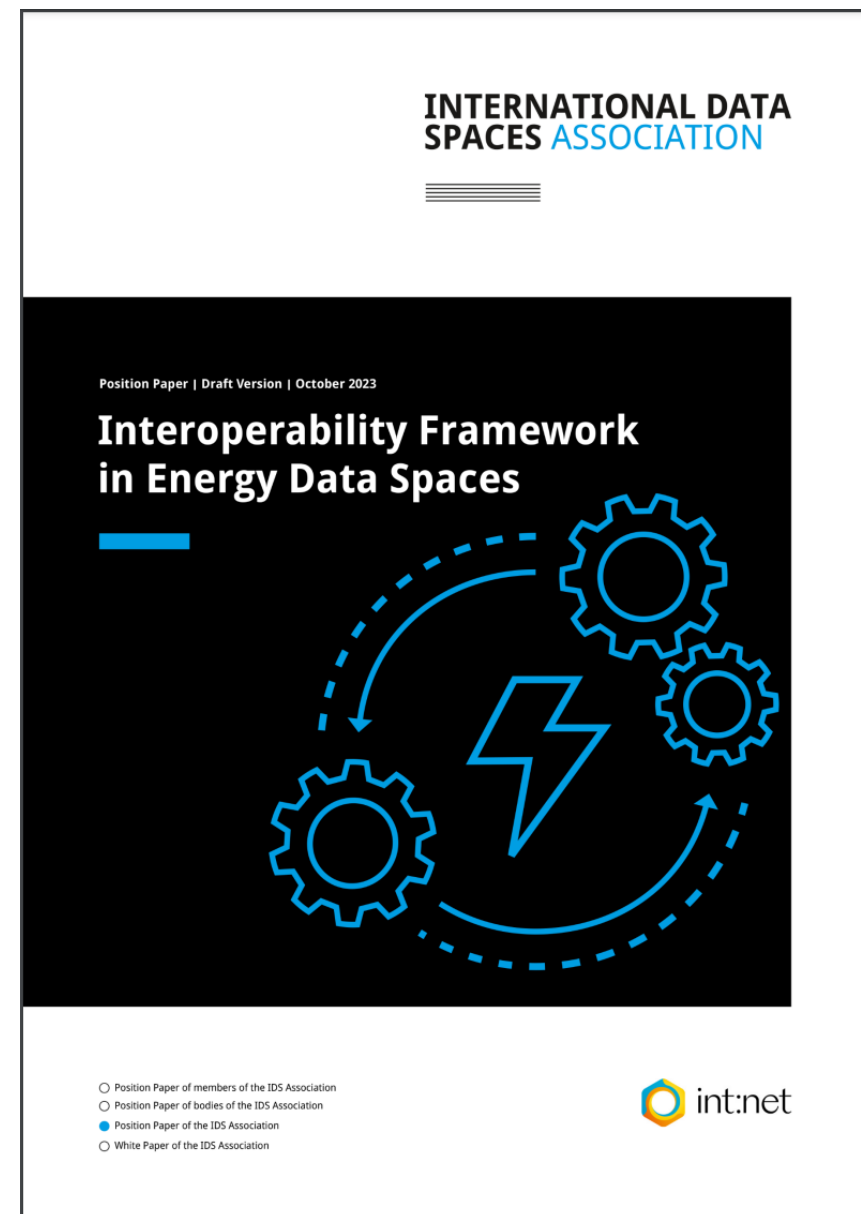 INTERNATIONAL DATA
SPACES ASSOCIATION
Position Paper | Draft Version | October 2023
Interoperability Framework
in Energy Data Spaces
Position Paper of members of the IDS Association
Position Paper of bodies of the IDS Association
Position Paper of the IDS Association
White Paper of the IDS Association
int:net